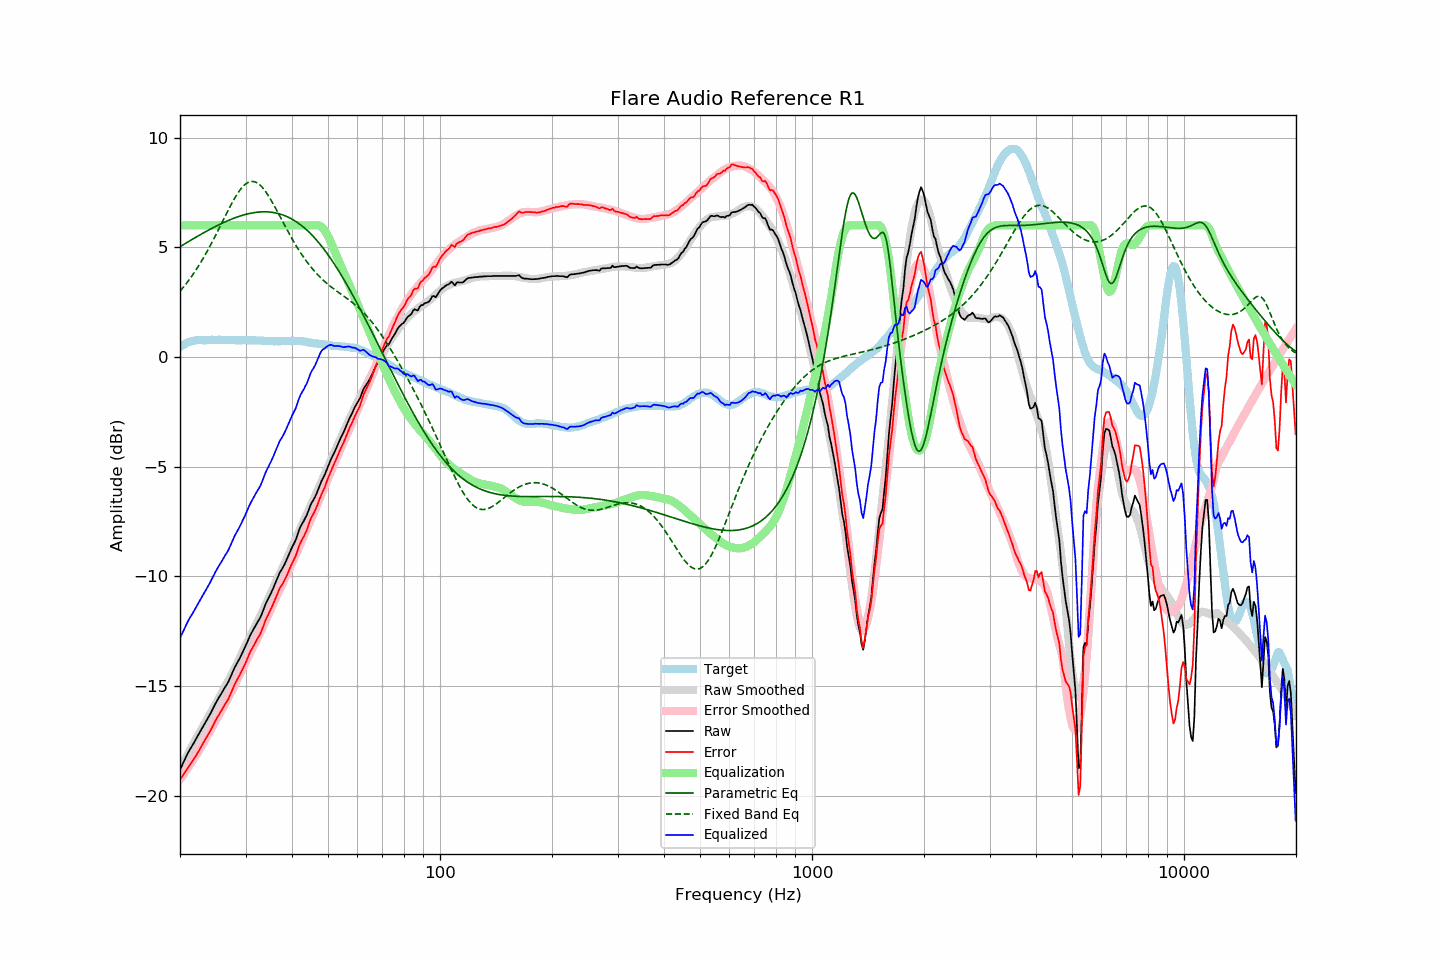 Flare Audio Reference R1
10
5
0
−5
−10
−15
−20
Amplitude (dBr)
Target
Raw Smoothed
Error Smoothed
Raw
Error
Equalization
Parametric Eq
Fixed Band Eq
Equalized
100
1000
10000
Frequency (Hz)